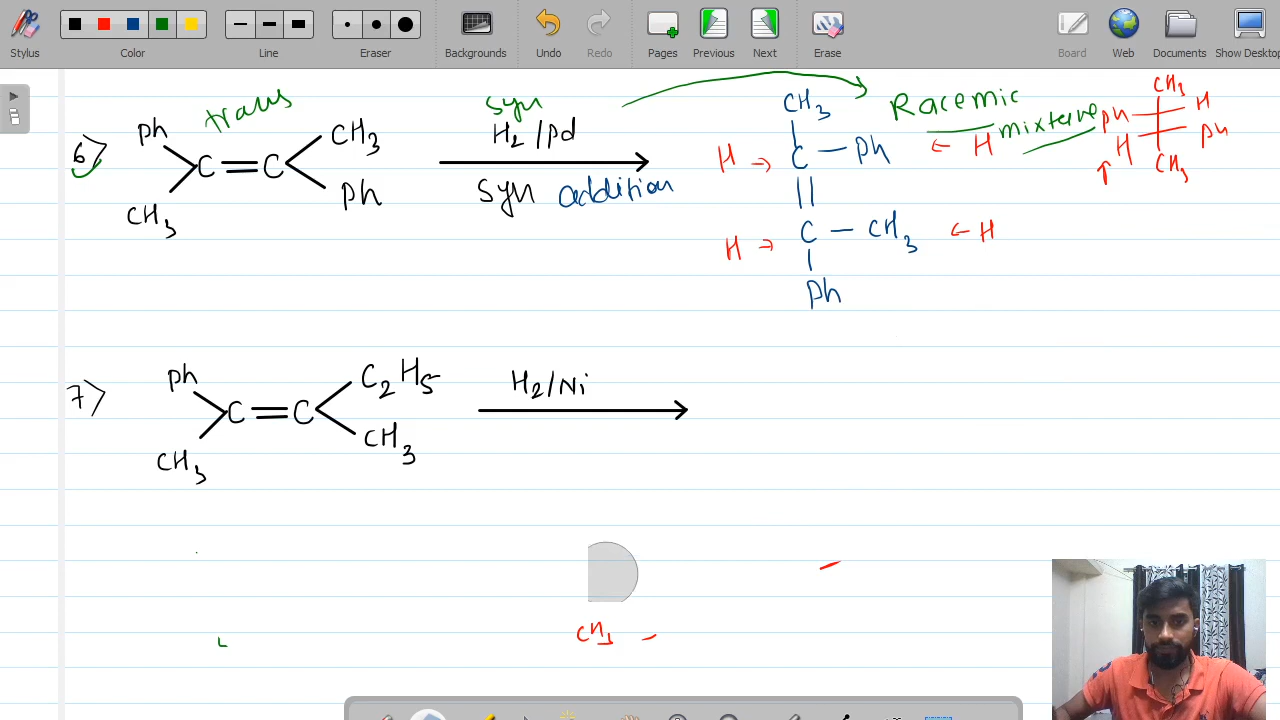 Stylus Color Line Eraser Backgrounds Undo Redo Pages Previous Next Erase Board Web Documents Show Desktop
6) Ph CH3 C = C CH3 Ph
trans
syn
H2/Pd
Syn addition
CH3
H → C — Ph ← H
H → C — CH3 ← H
Ph
Racemic
mixture
CH3
Ph H
H Ph
CH3
7) Ph CH3 C = C C2H5 CH3
H2/Ni
CH3 -